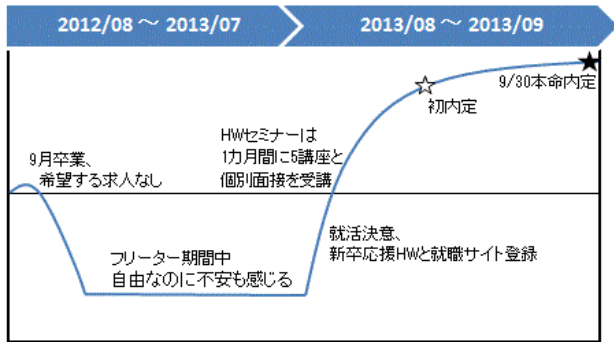 2012/08 ～ 2013/07
2013/08 ～ 2013/09
9/30本命内定
初内定
HWセミナーは
1カ月間に5講座と
個別面接を受講
9月卒業、
希望する求人なし
就活決意、
新卒応援HWと就職サイト登録
フリーター期間中
自由なのに不安も感じる